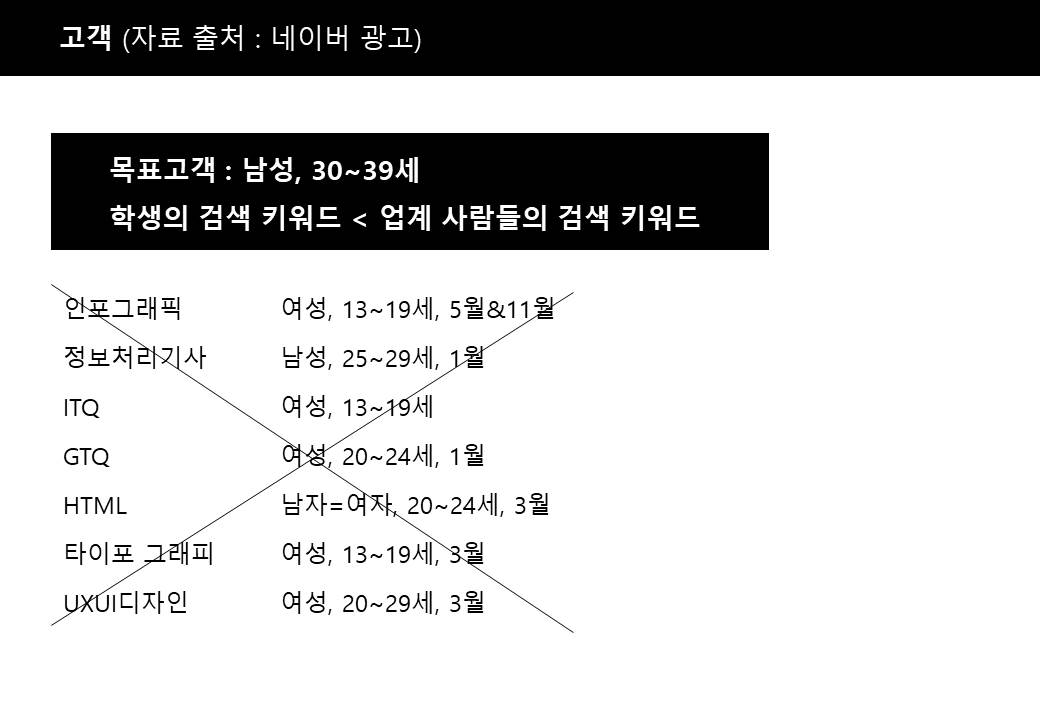 고객 (자료 출처 : 네이버 광고)
목표고객 : 남성, 30~39세
학생의 검색 키워드 < 업계 사람들의 검색 키워드
인포그래픽 여성, 13~19세, 5월&11월
정보처리기사 남성, 25~29세, 1월
ITQ 여성, 13~19세
GTQ 여성, 20~24세, 1월
HTML 남자=여자, 20~24세, 3월
타이포 그래피 여성, 13~19세, 3월
UXUI디자인 여성, 20~29세, 3월